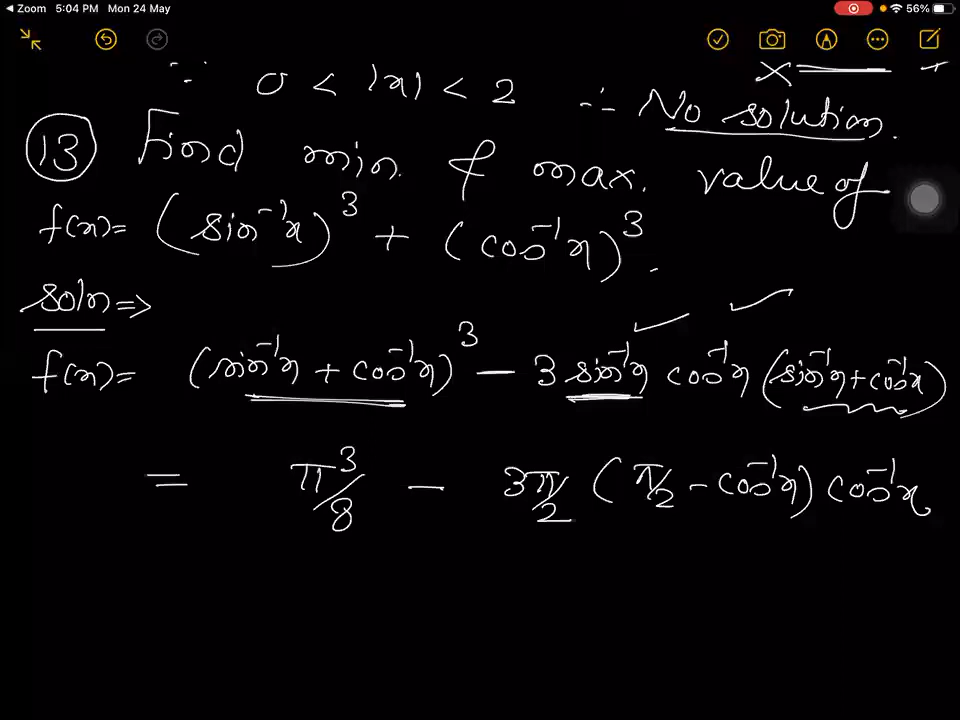 Zoom 5:04 PM Mon 24 May 56%
∵ 0 < |x| < 2 ∴ No solution.
13 Find min. & max. value of
f(x) = (sin⁻¹x)³ + (cos⁻¹x)³.
soln ⇒
f(x) = (sin⁻¹x + cos⁻¹x)³ − 3 sin⁻¹x cos⁻¹x (sin⁻¹x + cos⁻¹x)
= π³/8 − 3π/2 (π/2 − cos⁻¹x) cos⁻¹x